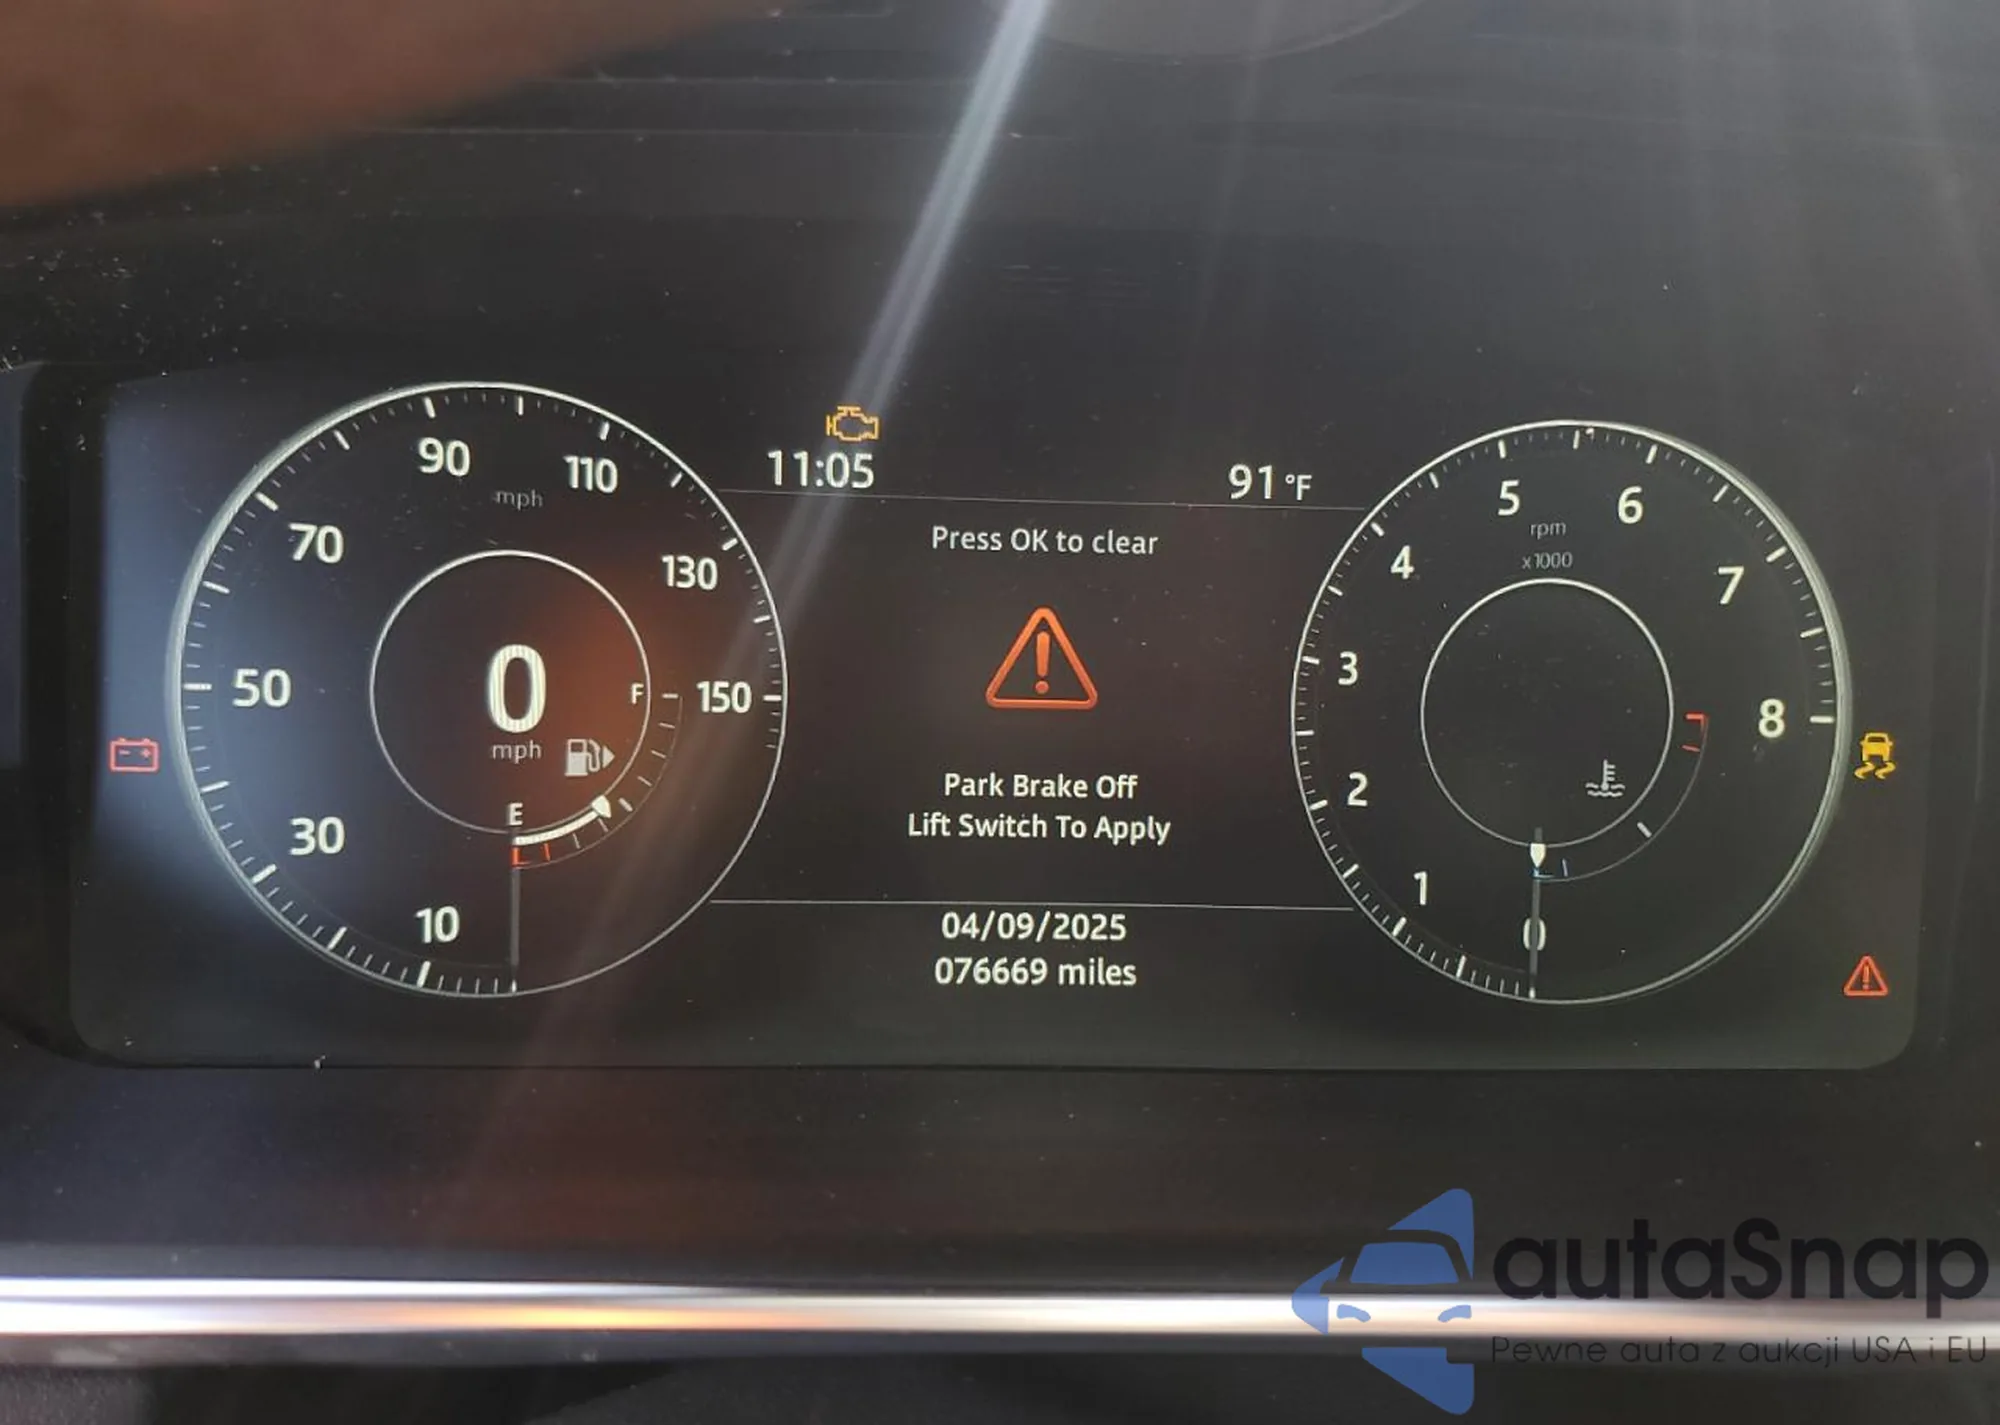 11:05
91 °F
Press OK to clear
90
110
mph
70
130
50
0
mph
F
150
30
E
10
5
6
rpm
x1000
4
7
3
8
2
1
0
Park Brake Off
Lift Switch To Apply
04/09/2025
076669 miles
autaSnap
Pewne auta z aukcji USA i EU